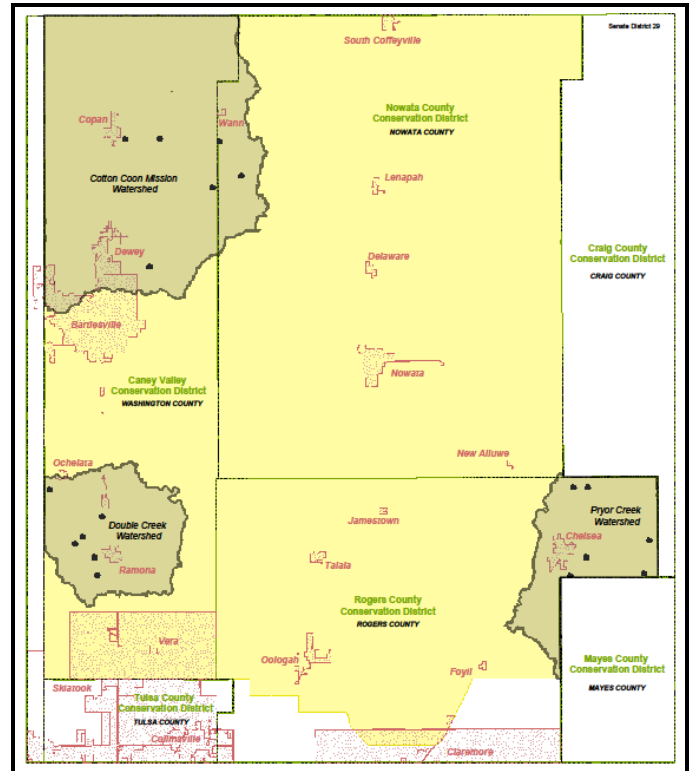 Senate District 29
South Coffeyville
Nowata County
Conservation District
NOWATA COUNTY
Copan
Wann
Cotton Coon Mission
Watershed
Lenapah
Dewey
Delaware
Craig County
Conservation District
CRAIG COUNTY
Bartlesville
Nowata
Caney Valley
Conservation District
WASHINGTON COUNTY
New Alluwe
Ochelata
Double Creek
Watershed
Ramona
Jamestown
Talala
Pryor Creek
Watershed
Chelsea
Rogers County
Conservation District
ROGERS COUNTY
Vera
Oologah
Foyil
Mayes County
Conservation District
MAYES COUNTY
Skiatook
Tulsa County
Conservation District
TULSA COUNTY
Collinsville
Claremore